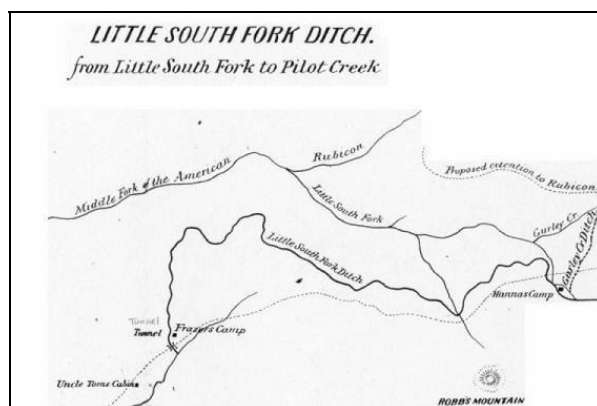 LITTLE SOUTH FORK DITCH.
from Little South Fork to Pilot Creek
Middle Fork of the American
Rubicon
Proposed extention to Rubicon
Little South Fork
Gurley Cr
Gurley Cr Ditch
Little South Fork Ditch
Hannas Camp
Tunnel
Tunnel
Frazers Camp
Uncle Toms Cabin
ROBB'S MOUNTAIN